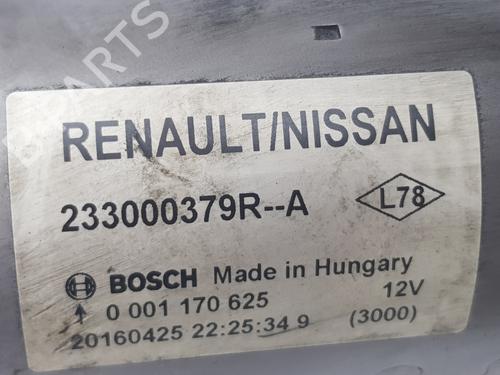 PARTS
RENAULT/NISSAN
233000379R--A
L78
BOSCH Made in Hungary
0 001 170 625 12V
20160425 22:25:34 9 (3000)